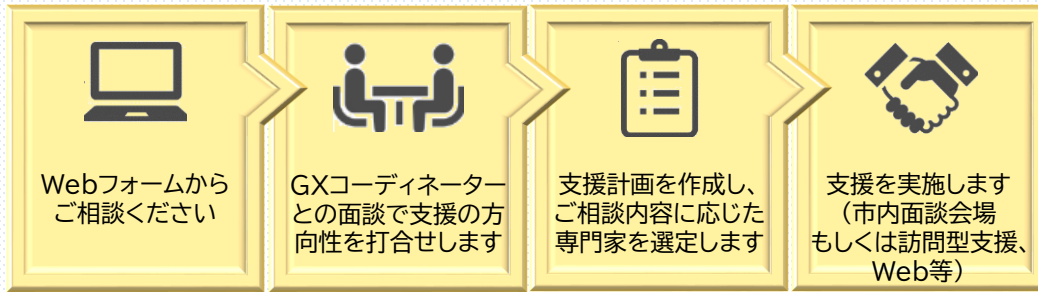 Webフォームから
ご相談ください
GXコーディネーター
との面談で支援の方
向性を打合せします
支援計画を作成し、
ご相談内容に応じた
専門家を選定します
支援を実施します
（市内面談会場
もしくは訪問型支援、
Web等）